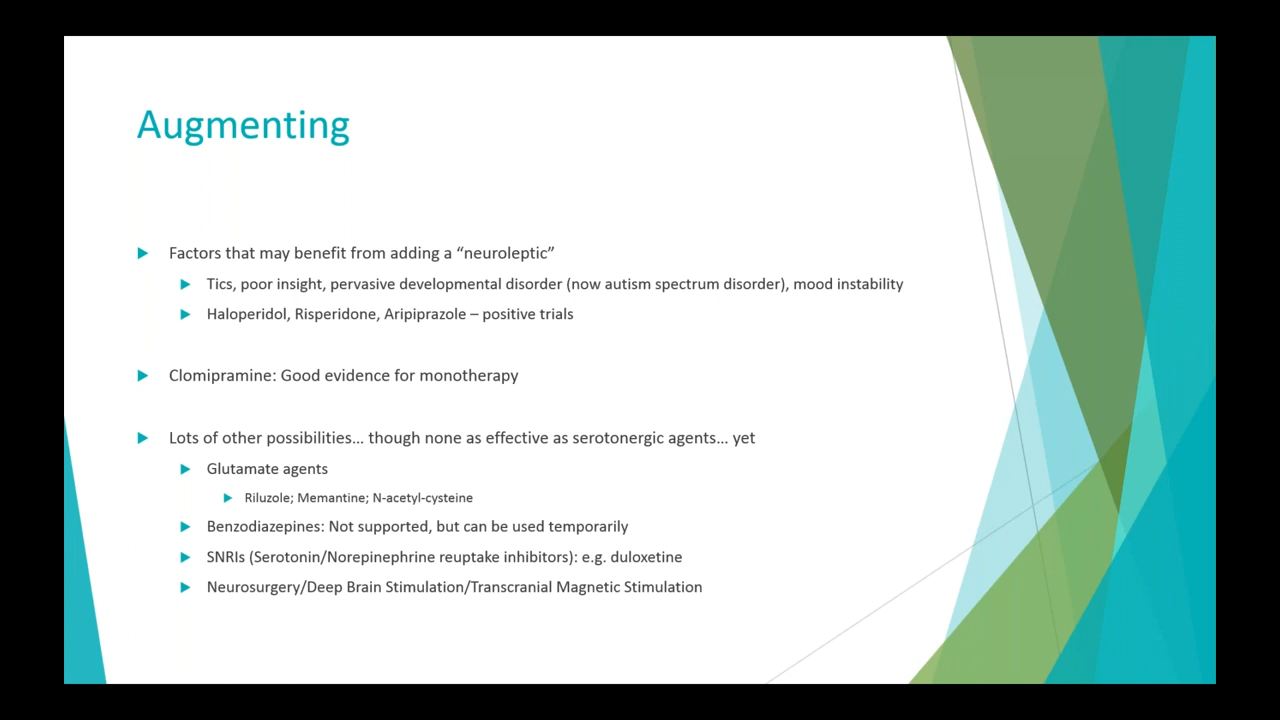 Augmenting
Factors that may benefit from adding a “neuroleptic”
Tics, poor insight, pervasive developmental disorder (now autism spectrum disorder), mood instability
Haloperidol, Risperidone, Aripiprazole – positive trials
Clomipramine: Good evidence for monotherapy
Lots of other possibilities… though none as effective as serotonergic agents… yet
Glutamate agents
Riluzole; Memantine; N-acetyl-cysteine
Benzodiazepines: Not supported, but can be used temporarily
SNRIs (Serotonin/Norepinephrine reuptake inhibitors): e.g. duloxetine
Neurosurgery/Deep Brain Stimulation/Transcranial Magnetic Stimulation